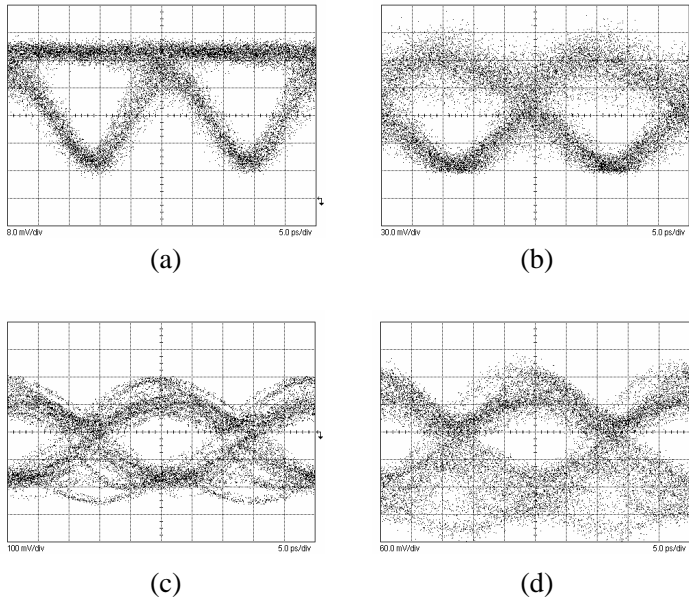 8.0 mV/div 5.0 ps/div
30.0 mV/div 5.0 ps/div
(a) (b)
100 mV/div 5.0 ps/div
60.0 mV/div 5.0 ps/div
(c) (d)